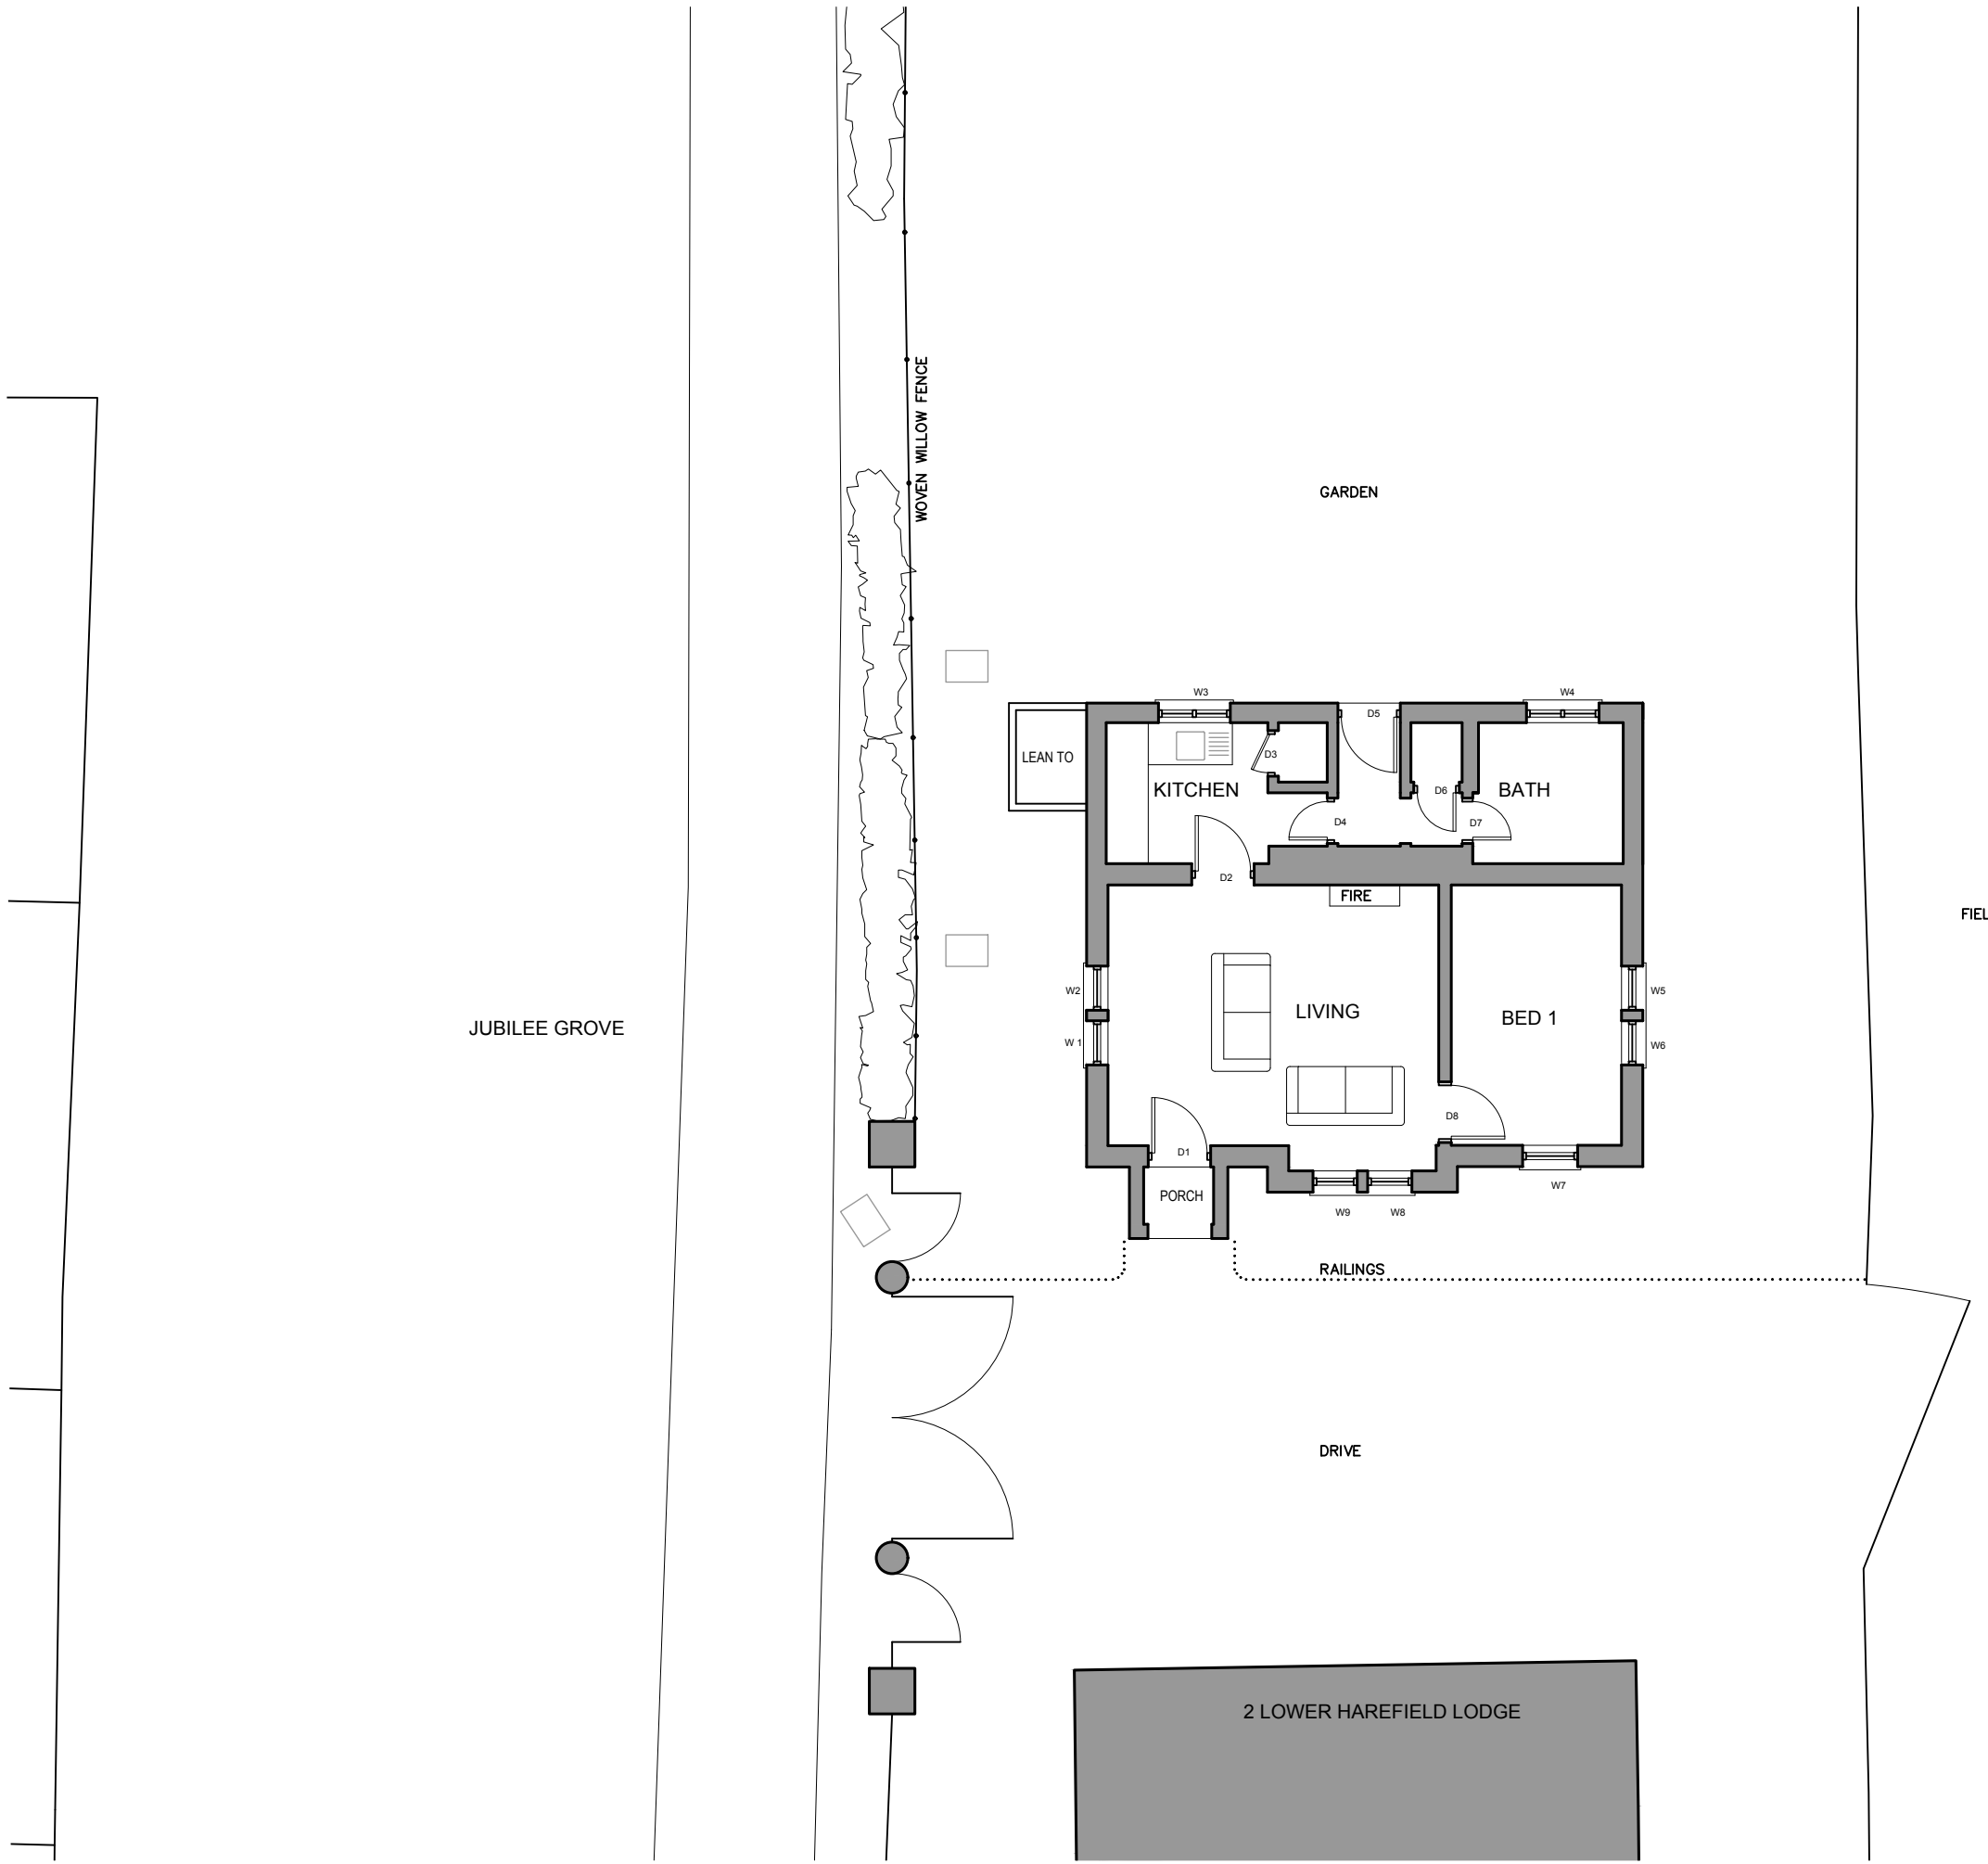 WOVEN WILLOW FENCE
GARDEN
W3
W4
D5
D3
LEAN TO
KITCHEN
D6
BATH
D4
D7
D2
FIRE
FIEL
W2
W5
LIVING
BED 1
JUBILEE GROVE
W 1
W6
D8
D1
PORCH
W7
W9
W8
RAILINGS
DRIVE
2 LOWER HAREFIELD LODGE